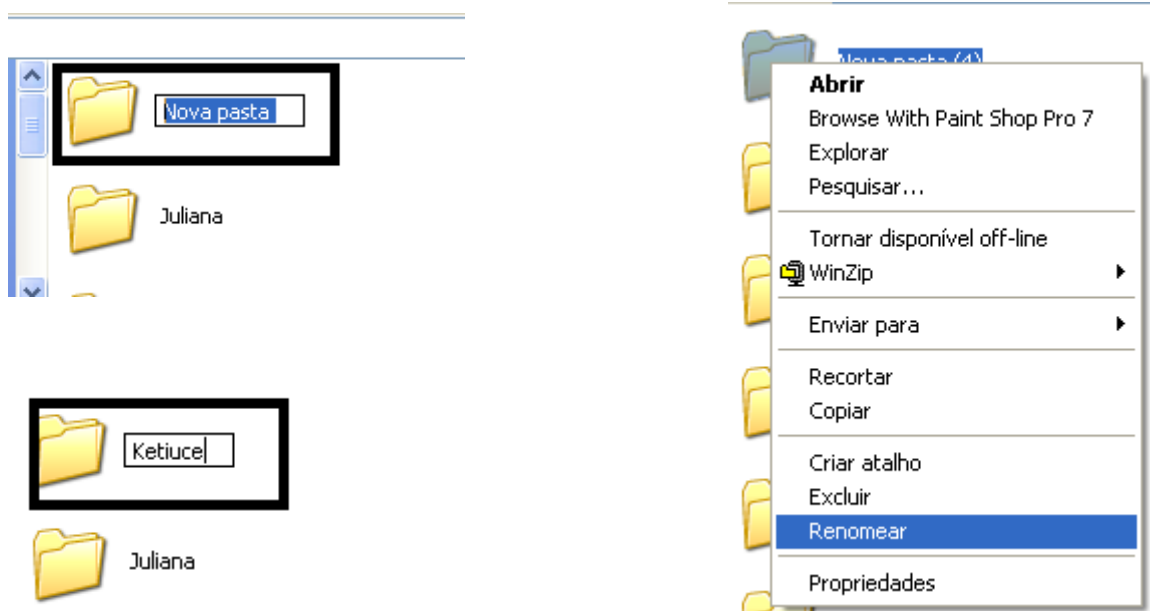 Nova pasta
Juliana
Ketiuce
Juliana
Nova pasta (4)
Abrir
Browse With Paint Shop Pro 7
Explorar
Pesquisar...
Tornar disponível off-line
WinZip
Enviar para
Recortar
Copiar
Criar atalho
Excluir
Renomear
Propriedades